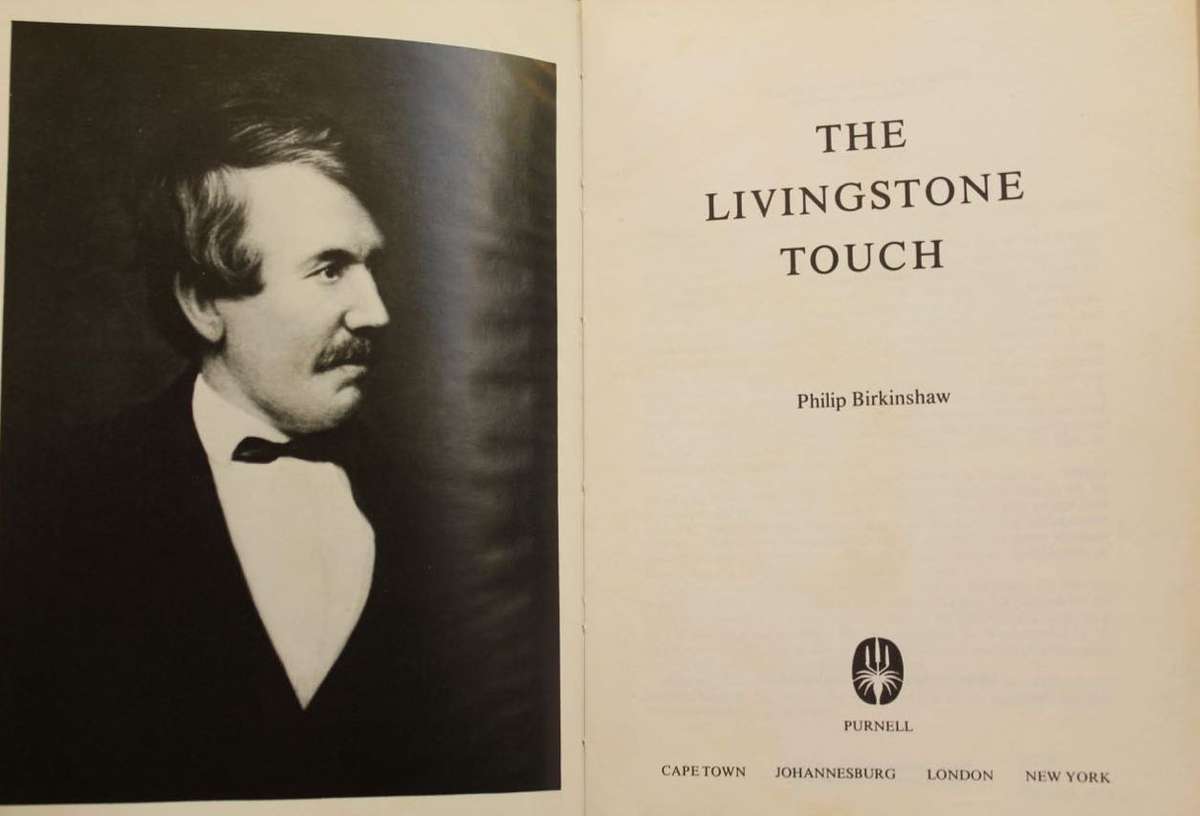 THE
LIVINGSTONE
TOUCH
Philip Birkinshaw
PURNELL
CAPE TOWN JOHANNESBURG LONDON NEW YORK